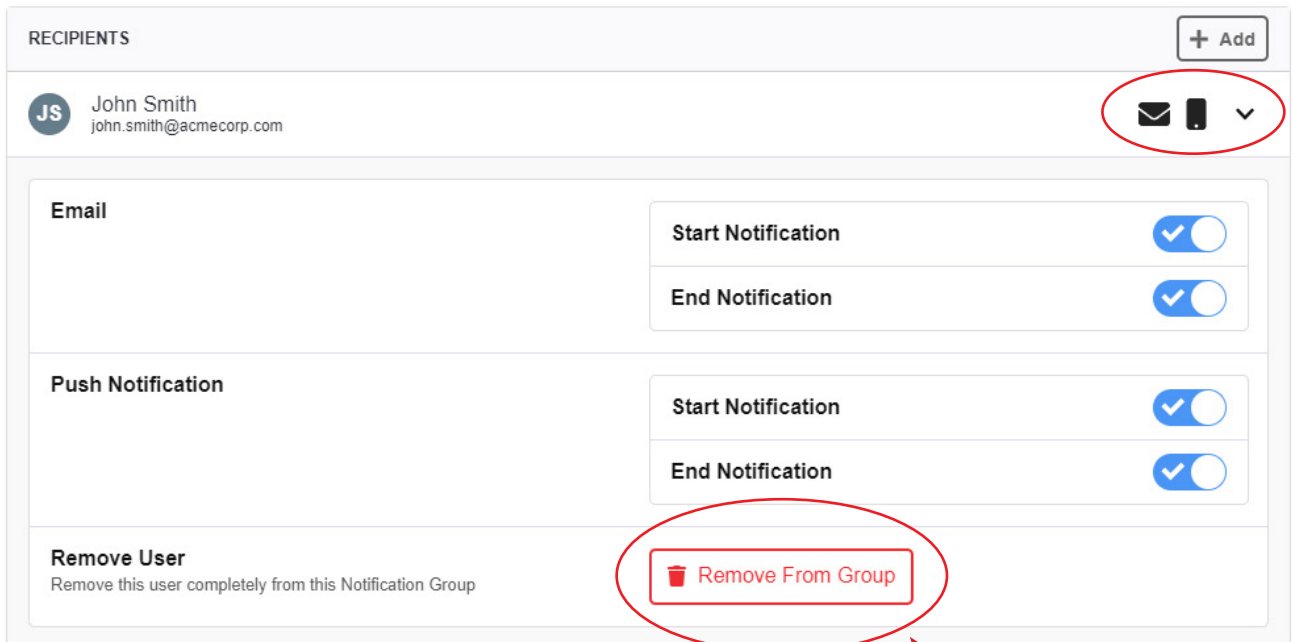 RECIPIENTS
+ Add
JS
John Smith
john.smith@acmecorp.com
Email
Start Notification
End Notification
Push Notification
Start Notification
End Notification
Remove User
Remove this user completely from this Notification Group
Remove From Group